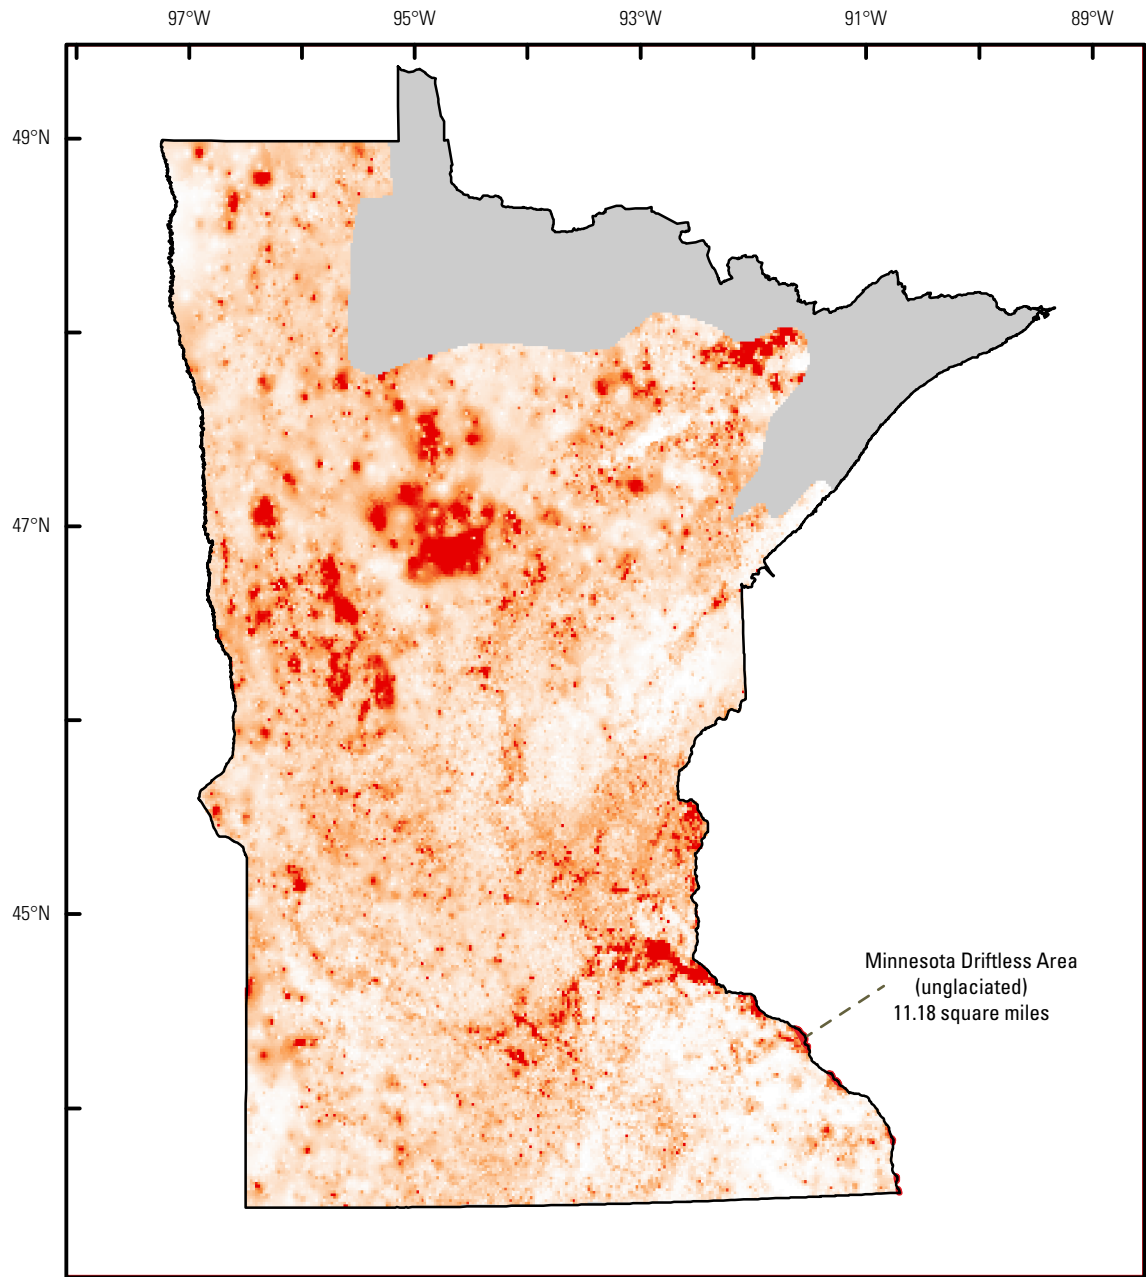 97°W 95°W 93°W 91°W 89°W
49°N
47°N
45°N
Minnesota Driftless Area
(unglaciated)
11.18 square miles